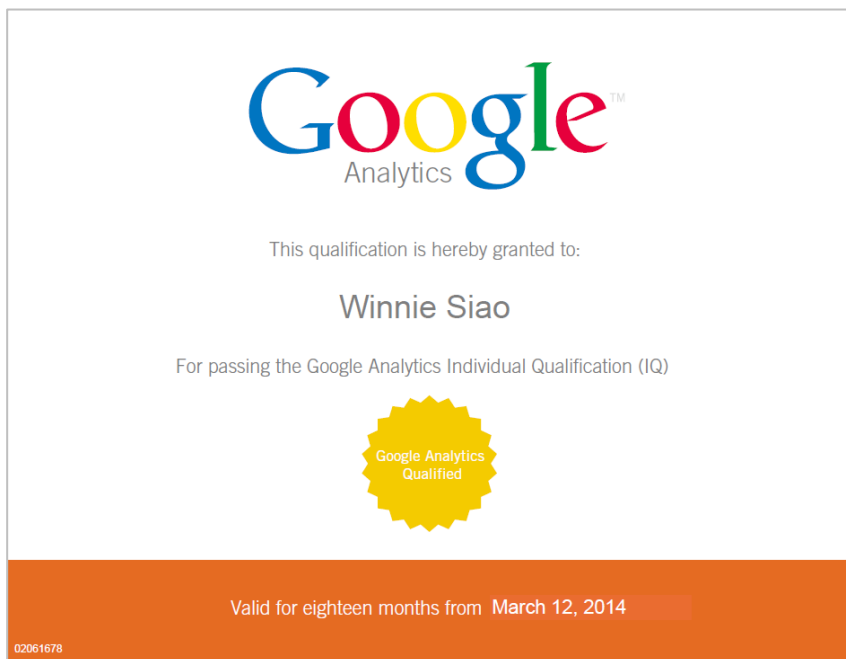 Google™
Analytics
This qualification is hereby granted to:
Winnie Siao
For passing the Google Analytics Individual Qualification (IQ)
Google Analytics
Qualified
Valid for eighteen months from March 12, 2014
02061678